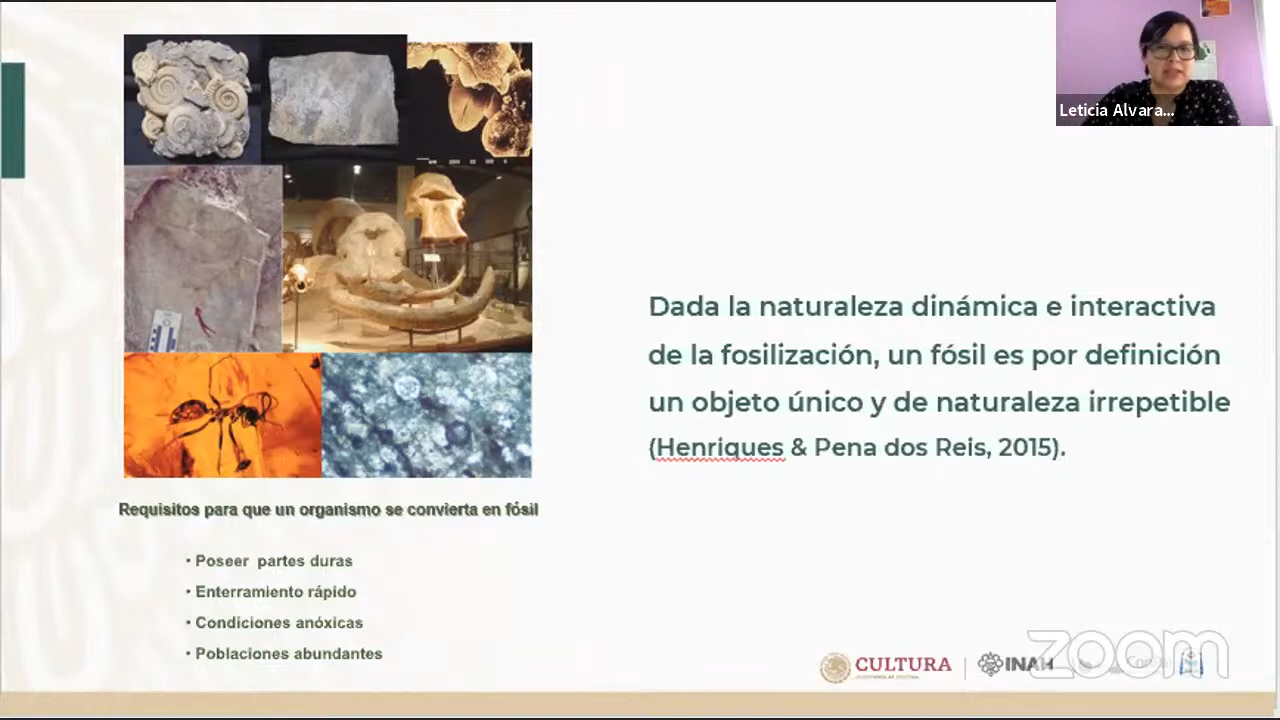 Leticia Alvara...
Dada la naturaleza dinámica e interactiva
de la fosilización, un fósil es por definición
un objeto único y de naturaleza irrepetible
(Henriques & Pena dos Reis, 2015).
Requisitos para que un organismo se convierta en fósil
• Poseer partes duras
• Enterramiento rápido
• Condiciones anóxicas
• Poblaciones abundantes
CULTURA
INAH
zoom